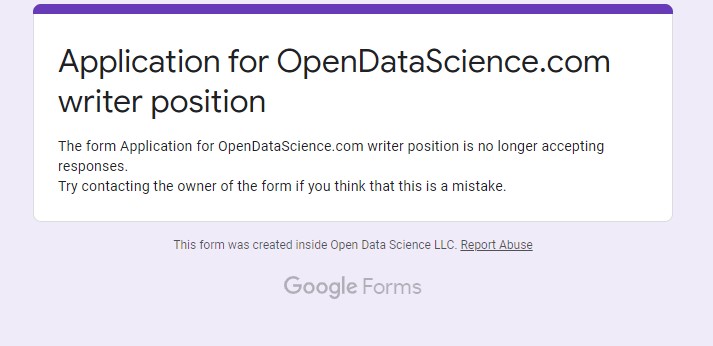 Application for OpenDataScience.com
writer position
The form Application for OpenDataScience.com writer position is no longer accepting
responses.
Try contacting the owner of the form if you think that this is a mistake.
This form was created inside Open Data Science LLC. Report Abuse
Google Forms